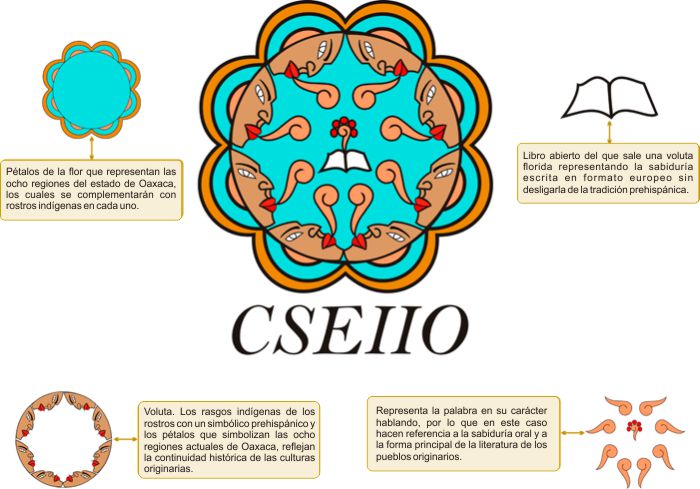 Pétalos de la flor que representan las
ocho regiones del estado de Oaxaca,
los cuales se complementarán con
rostros indígenas en cada uno.
Libro abierto del que sale una voluta
florida representando la sabiduría
escrita en formato europeo sin
desligarla de la tradición prehispánica.
CSEIIO
Voluta. Los rasgos indígenas de los
rostros con un simbólico prehispánico y
los pétalos que simbolizan las ocho
regiones actuales de Oaxaca, reflejan
la continuidad histórica de las culturas
originarias.
Representa la palabra en su carácter
hablando, por lo que en este caso
hacen referencia a la sabiduría oral y a
la forma principal de la literatura de los
pueblos originarios.